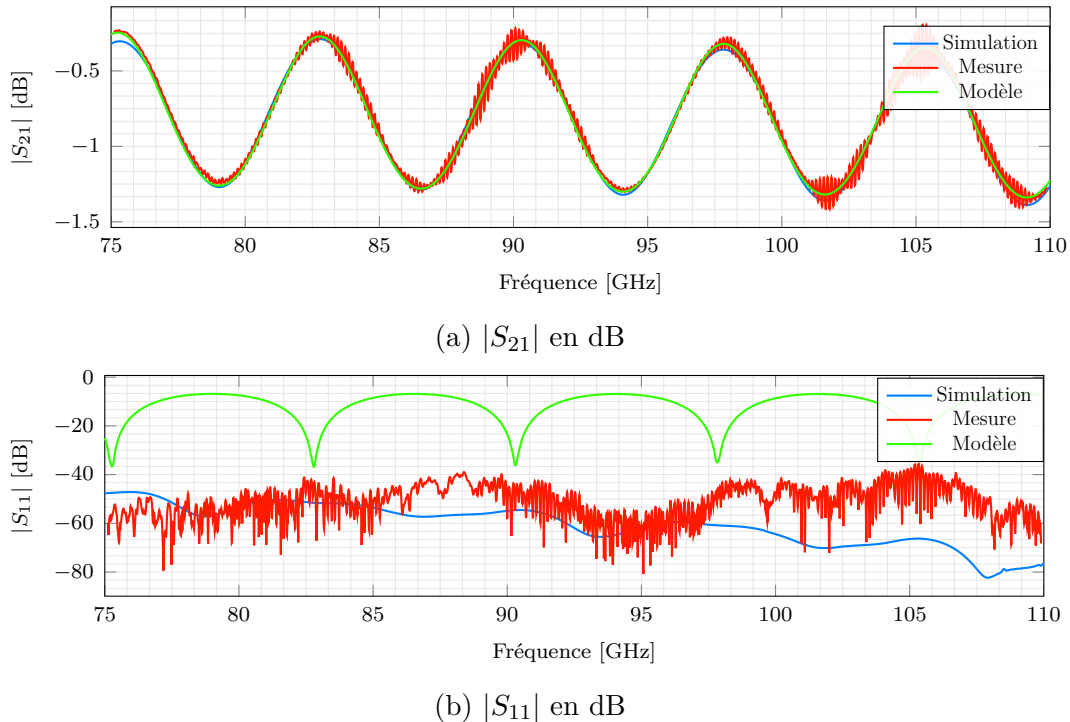 Simulation
Mesure
Modèle
|S21| [dB]
−0.5
−1
−1.5
75 80 85 90 95 100 105 110
Fréquence [GHz]
(a) |S21| en dB
Simulation
Mesure
Modèle
|S11| [dB]
0
−20
−40
−60
−80
75 80 85 90 95 100 105 110
Fréquence [GHz]
(b) |S11| en dB